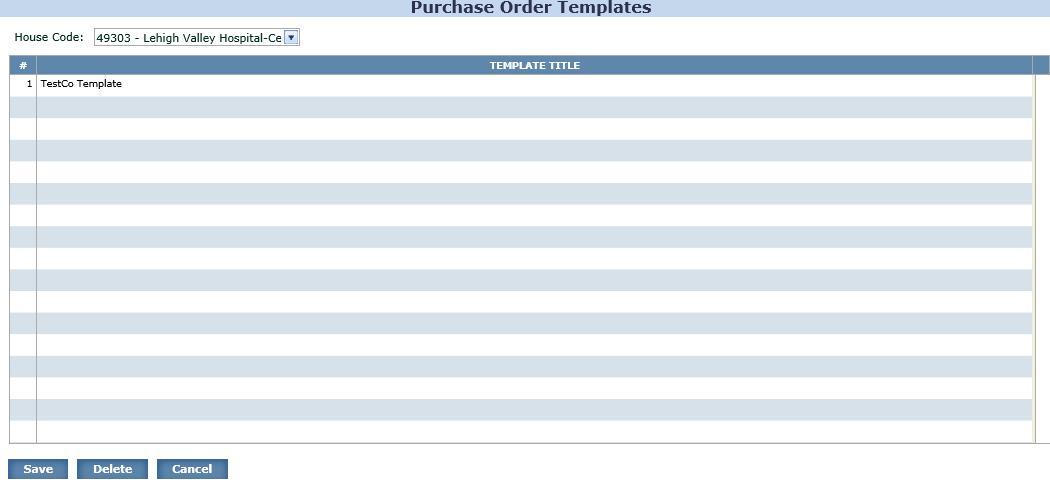 Purchase Order Templates
House Code: 49303 - Lehigh Valley Hospital-Ce
# TEMPLATE TITLE
1 TestCo Template
Save Delete Cancel